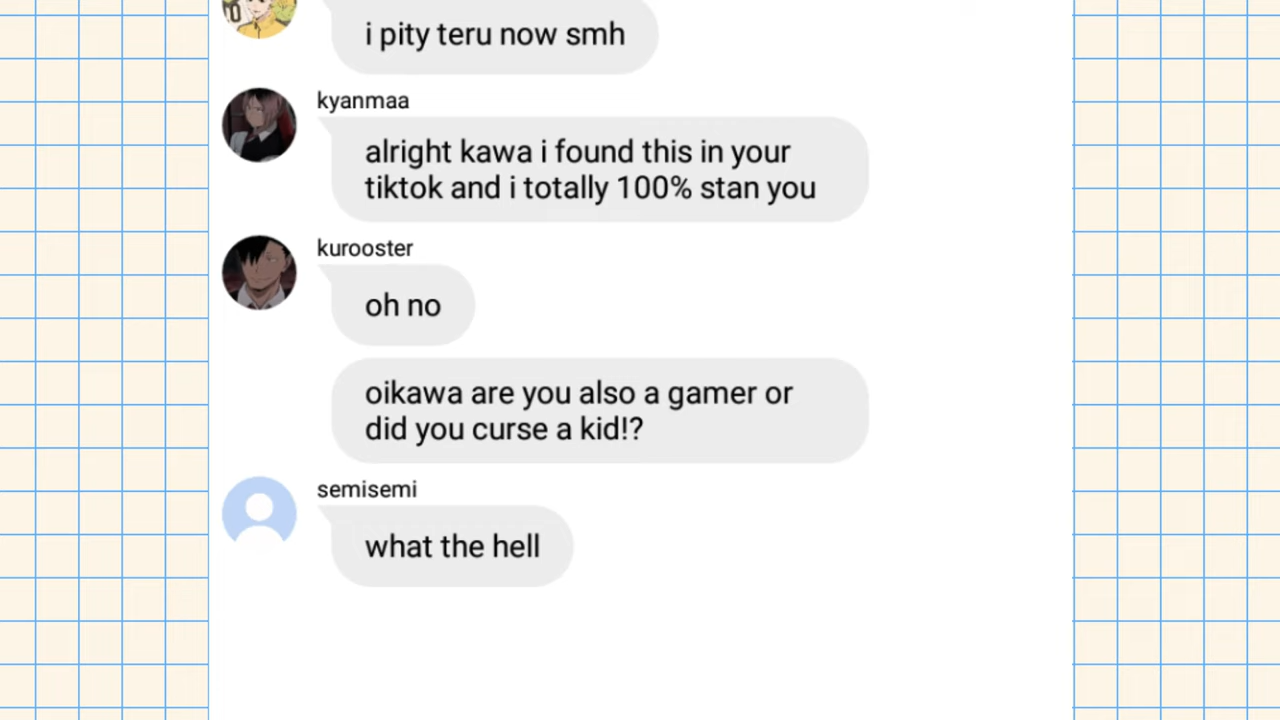 i pity teru now smh
kyanmaa
alright kawa i found this in your
tiktok and i totally 100% stan you
kurooster
oh no
oikawa are you also a gamer or
did you curse a kid!?
semisemi
what the hell